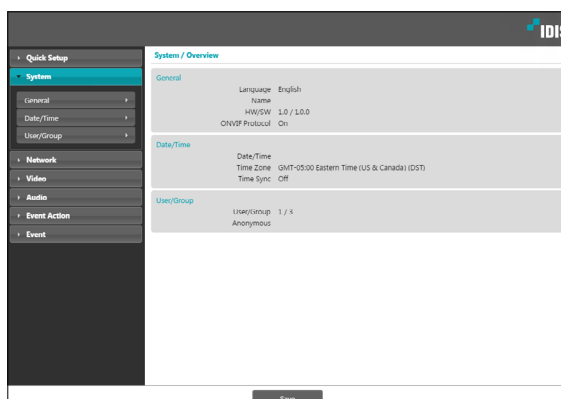 IDIS
Quick Setup
System
General
Date/Time
User/Group
Network
Video
Audio
Event Action
Event
System / Overview
General
Language English
Name
HW/SW 1.0 / 1.0.0
ONVIF Protocol On
Date/Time
Date/Time
Time Zone GMT-05:00 Eastern Time (US & Canada) (DST)
Time Sync Off
User/Group
User/Group 1 / 3
Anonymous
Save